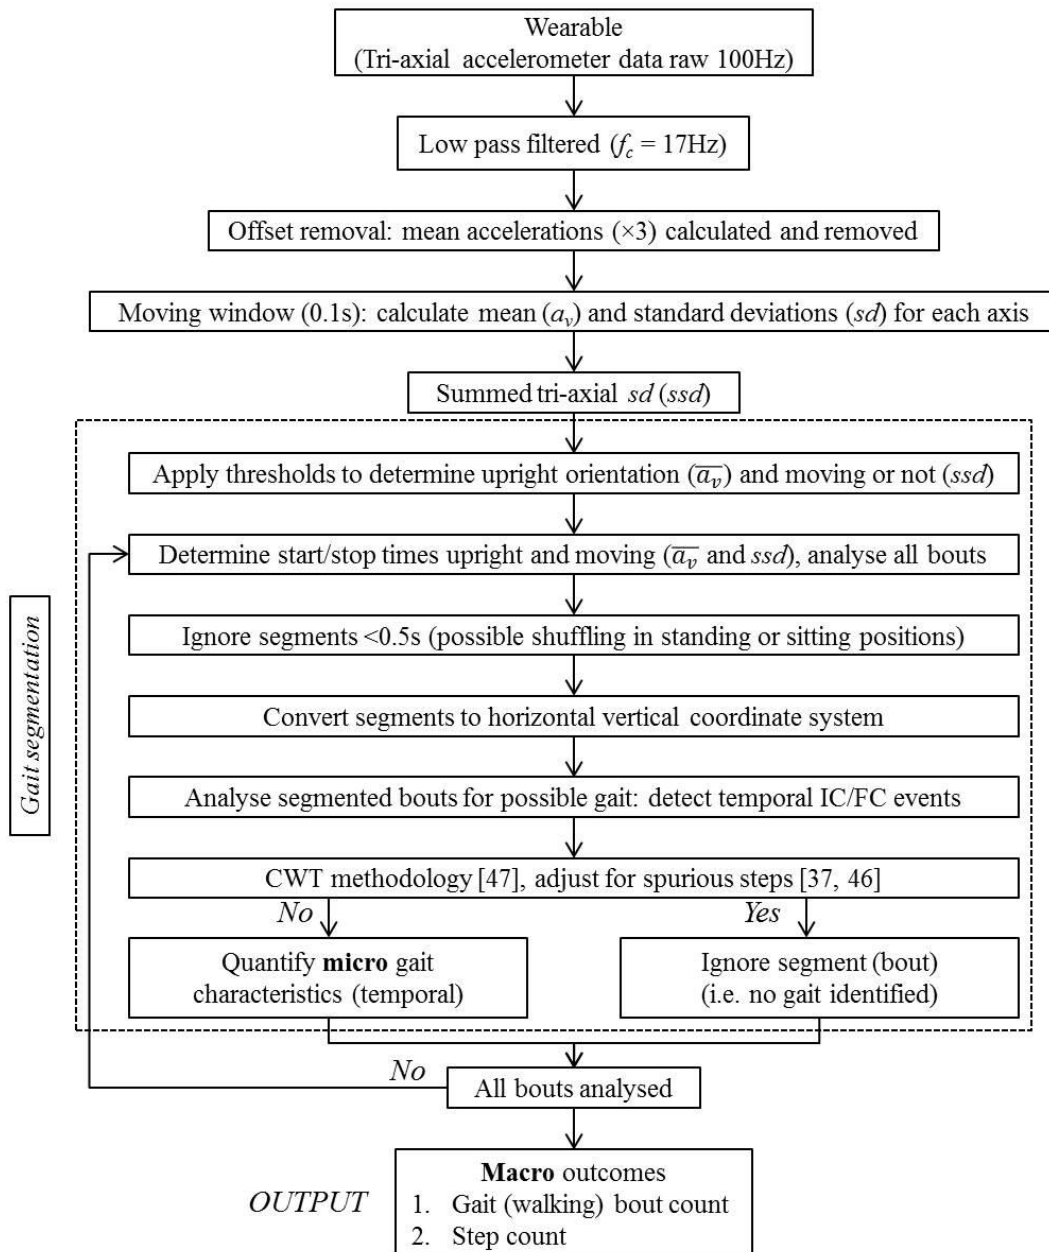 Wearable
(Tri-axial accelerometer data raw 100Hz)
Low pass filtered (f_c = 17Hz)
Offset removal: mean accelerations (×3) calculated and removed
Moving window (0.1s): calculate mean (a_v) and standard deviations (sd) for each axis
Summed tri-axial sd (ssd)
Apply thresholds to determine upright orientation (a̅_v̅) and moving or not (ssd)
Determine start/stop times upright and moving (a̅_v̅ and ssd), analyse all bouts
Ignore segments <0.5s (possible shuffling in standing or sitting positions)
Gait segmentation
Convert segments to horizontal vertical coordinate system
Analyse segmented bouts for possible gait: detect temporal IC/FC events
CWT methodology [47], adjust for spurious steps [37, 46]
No
Yes
Quantify micro gait
characteristics (temporal)
Ignore segment (bout)
(i.e. no gait identified)
No
All bouts analysed
OUTPUT
Macro outcomes
1. Gait (walking) bout count
2. Step count